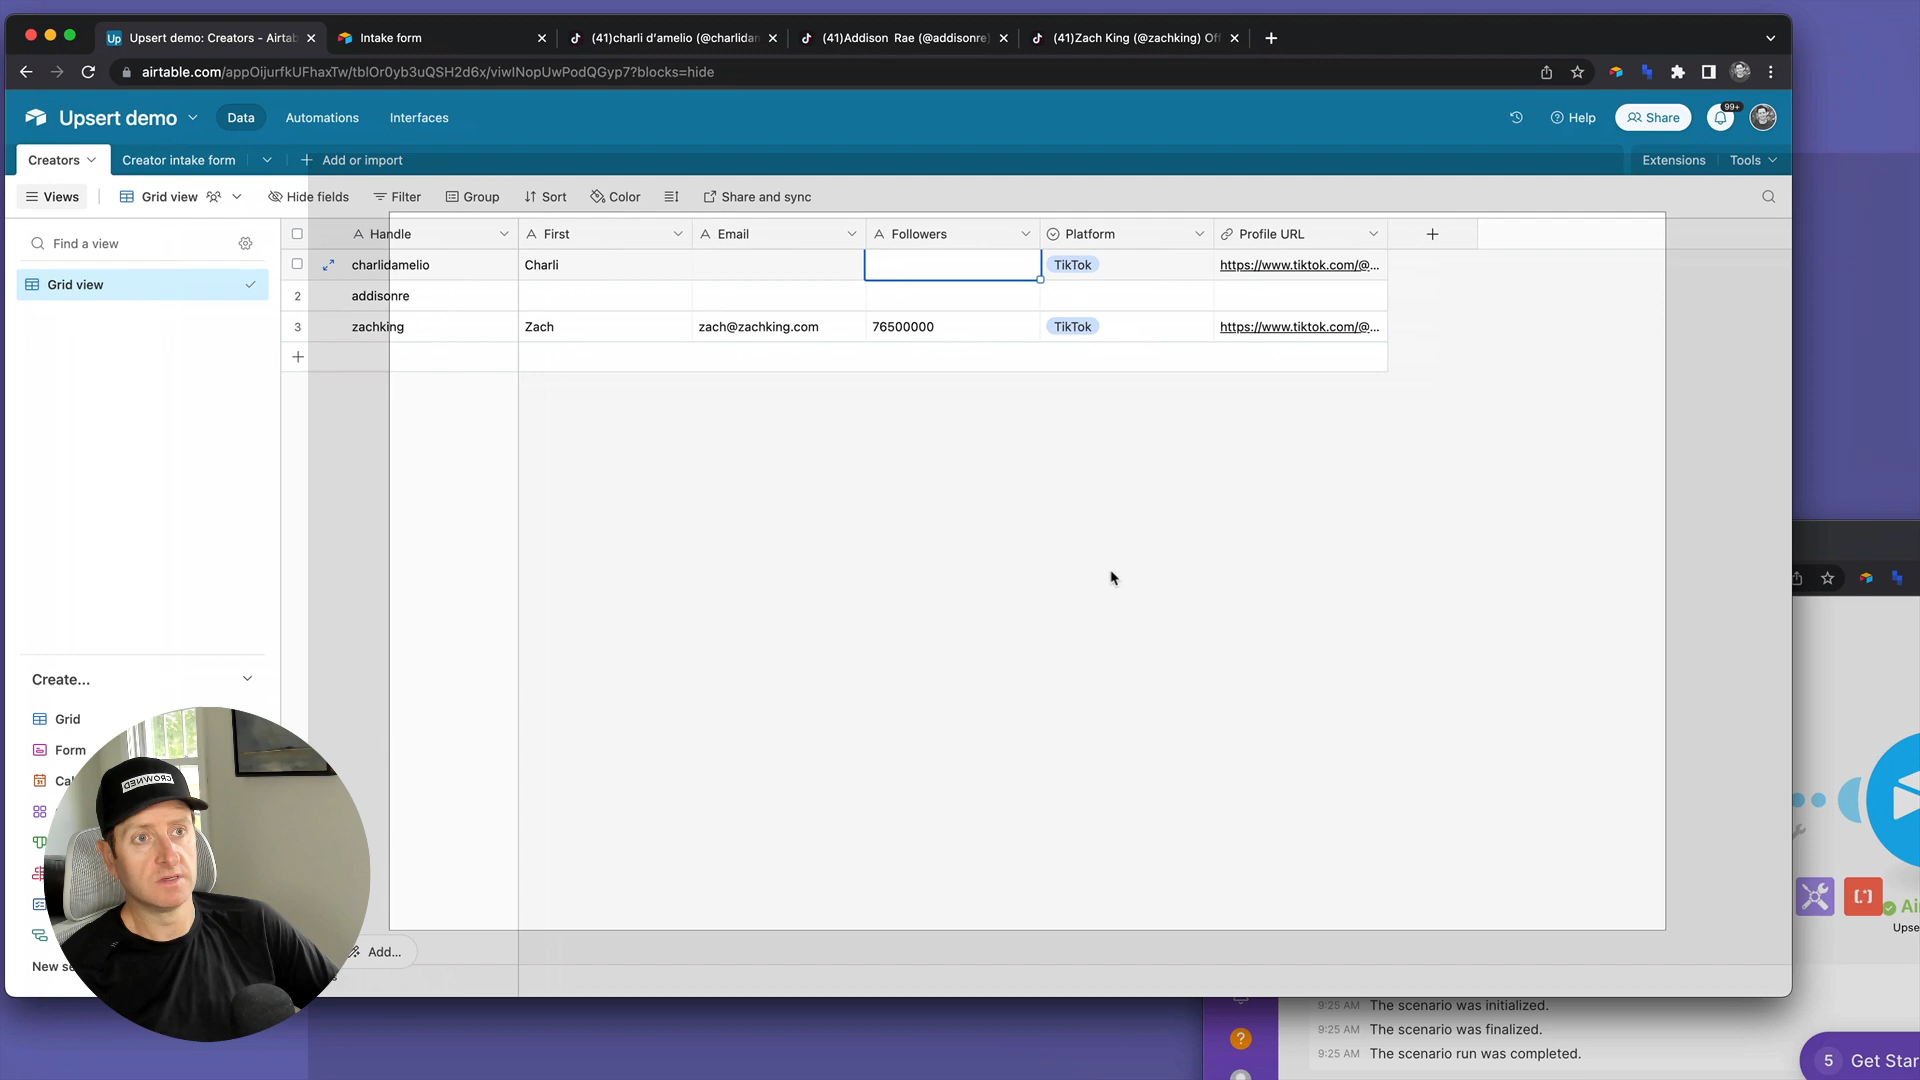 Up Upsert demo: Creators - Airtab
Intake form
(41)charli d'amelio (@charlidan
(41)Addison Rae (@addisonre)
(41)Zach King (@zachking) Off
airtable.com/appOijurfkUFhaxTw/tblOr0yb3uQSH2d6x/viwINopUwPodQGyp7?blocks=hide
Upsert demo
Data
Automations
Interfaces
Help
Share
99+
Creators
Creator intake form
Add or import
Extensions
Tools
Views
Grid view
Hide fields
Filter
Group
Sort
Color
Share and sync
Find a view
Grid view
Handle
First
Email
Followers
Platform
Profile URL
charlidamelio
Charli
TikTok
https://www.tiktok.com/@...
2
addisonre
3
zachking
Zach
zach@zachking.com
76500000
TikTok
https://www.tiktok.com/@...
Create...
Grid
Form
Cal
New se
Add...
CROWNED
Air
Upse
9:25 AM The scenario was initialized.
9:25 AM The scenario was finalized.
9:25 AM The scenario run was completed.
5 Get Star